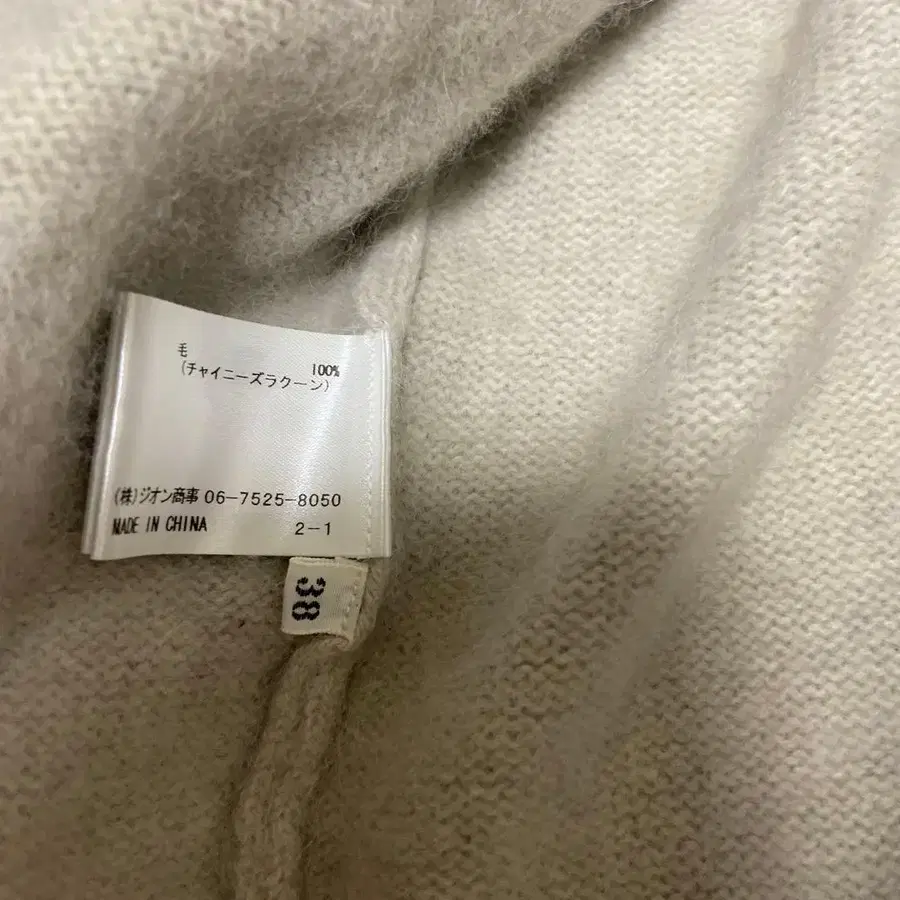 毛 100%
(チャイニーズラクーン)
(株)ジオン商事 06-7525-8050
MADE IN CHINA 2-1
38